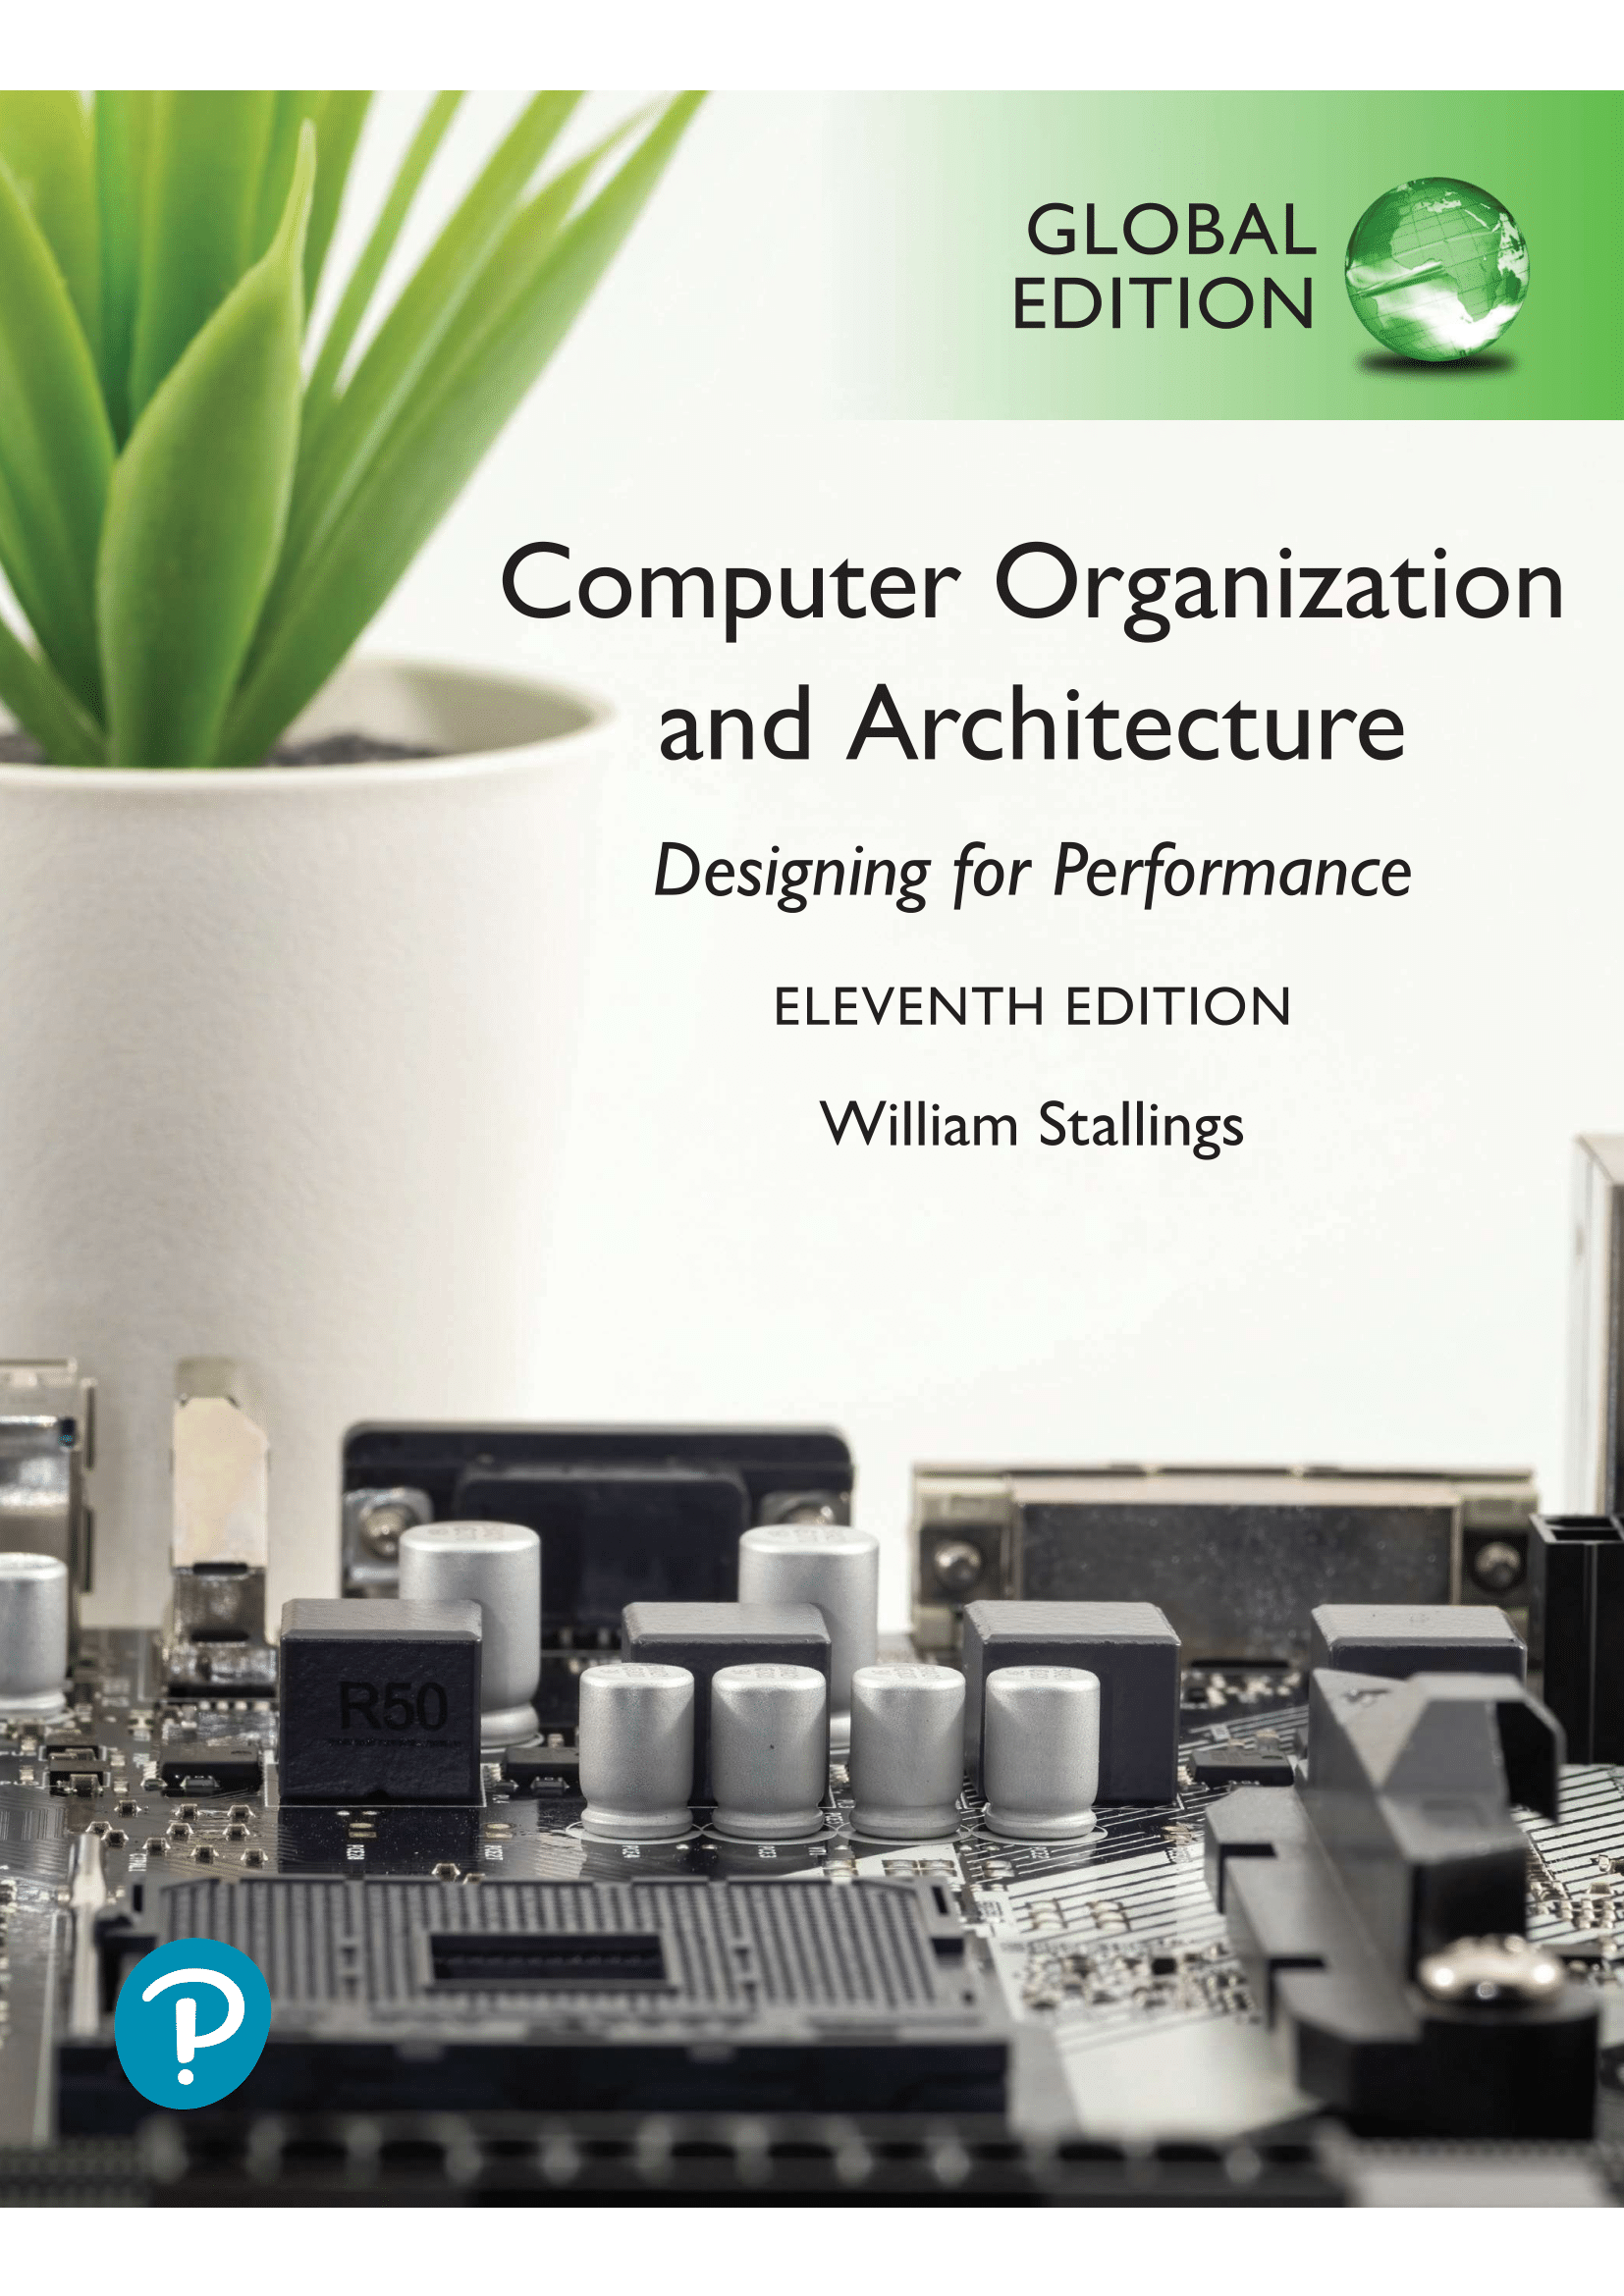 GLOBAL
EDITION
Computer Organization
and Architecture
Designing for Performance
ELEVENTH EDITION
William Stallings
R50